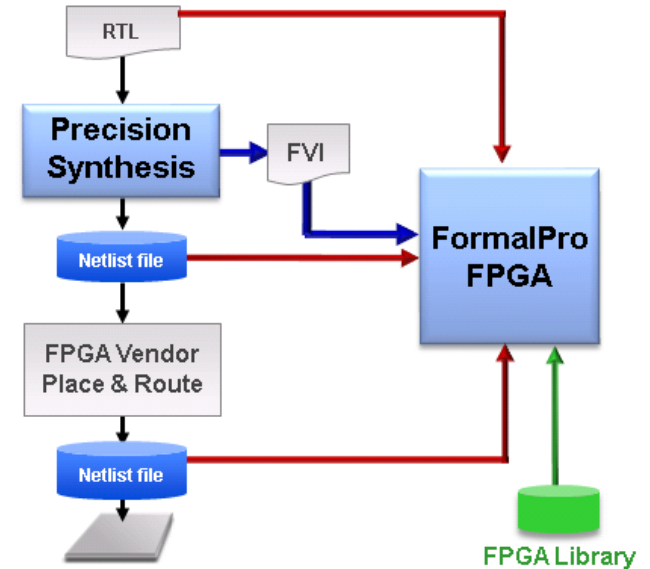 RTL
Precision
Synthesis
FVI
Netlist file
FormalPro
FPGA
FPGA Vendor
Place & Route
Netlist file
FPGA Library